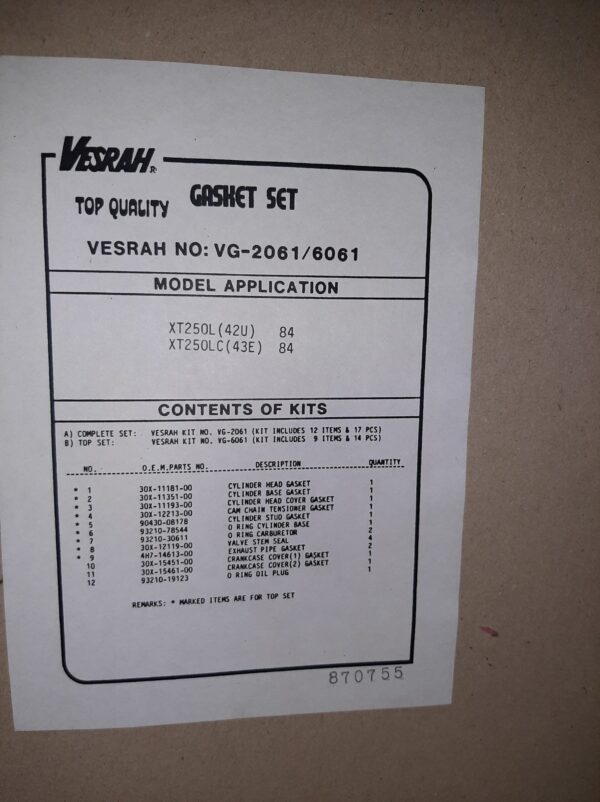 VESRAH R
TOP QUALITY GASKET SET
VESRAH NO: VG-2061/6061
MODEL APPLICATION
XT250L(42U) 84
XT250LC(43E) 84
CONTENTS OF KITS
A) COMPLETE SET: VESRAH KIT NO. VG-2061 (KIT INCLUDES 12 ITEMS & 17 PCS)
B) TOP SET: VESRAH KIT NO. VG-6061 (KIT INCLUDES 9 ITEMS & 14 PCS)
NO. O.E.M.PARTS NO. DESCRIPTION QUANTITY
* 1 30X-11181-00 CYLINDER HEAD GASKET 1
* 2 30X-11351-00 CYLINDER BASE GASKET 1
* 3 30X-11193-00 CYLINDER HEAD COVER GASKET 1
* 4 30X-12213-00 CAM CHAIN TENSIONER GASKET 1
* 5 90430-08178 CYLINDER STUD GASKET 1
* 6 93210-78544 O RING CYLINDER BASE 1
* 7 93210-30611 O RING CARBURETOR 2
* 8 30X-12119-00 VALVE STEM SEAL 4
* 9 4H7-14613-00 EXHAUST PIPE GASKET 2
10 30X-15451-00 CRANKCASE COVER(1) GASKET 1
11 30X-15461-00 CRANKCASE COVER(2) GASKET 1
12 93210-19123 O RING OIL PLUG 1
REMARKS: * MARKED ITEMS ARE FOR TOP SET
870755